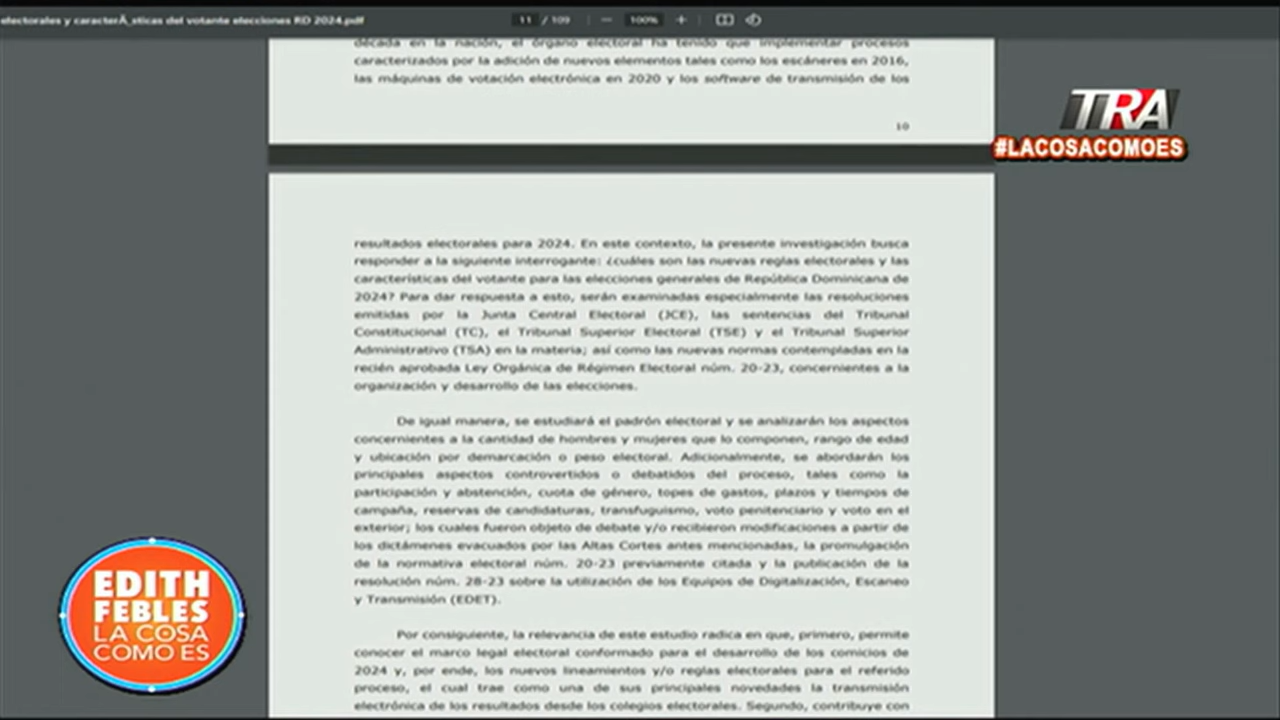 electorales y caracterÃ_sticas del votante elecciones RD 2024.pdf
11 / 109
100%
década en la nación, el órgano electoral ha tenido que implementar procesos
caracterizados por la adición de nuevos elementos tales como los escáneres en 2016,
las máquinas de votación electrónica en 2020 y los software de transmisión de los
10
TRA
#LACOSACOMOES
resultados electorales para 2024. En este contexto, la presente investigación busca
responder a la siguiente interrogante: ¿cuáles son las nuevas reglas electorales y las
características del votante para las elecciones generales de República Dominicana de
2024? Para dar respuesta a esto, serán examinadas especialmente las resoluciones
emitidas por la Junta Central Electoral (JCE), las sentencias del Tribunal
Constitucional (TC), el Tribunal Superior Electoral (TSE) y el Tribunal Superior
Administrativo (TSA) en la materia; así como las nuevas normas contempladas en la
recién aprobada Ley Orgánica de Régimen Electoral núm. 20-23, concernientes a la
organización y desarrollo de las elecciones.
De igual manera, se estudiará el padrón electoral y se analizarán los aspectos
concernientes a la cantidad de hombres y mujeres que lo componen, rango de edad
y ubicación por demarcación o peso electoral. Adicionalmente, se abordarán los
principales aspectos controvertidos o debatidos del proceso, tales como la
participación y abstención, cuota de género, topes de gastos, plazos y tiempos de
campaña, reservas de candidaturas, transfuguismo, voto penitenciario y voto en el
exterior; los cuales fueron objeto de debate y/o recibieron modificaciones a partir de
los dictámenes evacuados por las Altas Cortes antes mencionadas, la promulgación
de la normativa electoral núm. 20-23 previamente citada y la publicación de la
resolución núm. 28-23 sobre la utilización de los Equipos de Digitalización, Escaneo
y Transmisión (EDET).
Por consiguiente, la relevancia de este estudio radica en que, primero, permite
conocer el marco legal electoral conformado para el desarrollo de los comicios de
2024 y, por ende, los nuevos lineamientos y/o reglas electorales para el referido
proceso, el cual trae como una de sus principales novedades la transmisión
electrónica de los resultados desde los colegios electorales. Segundo, contribuye con
EDITH
FEBLES
LA COSA
COMO ES